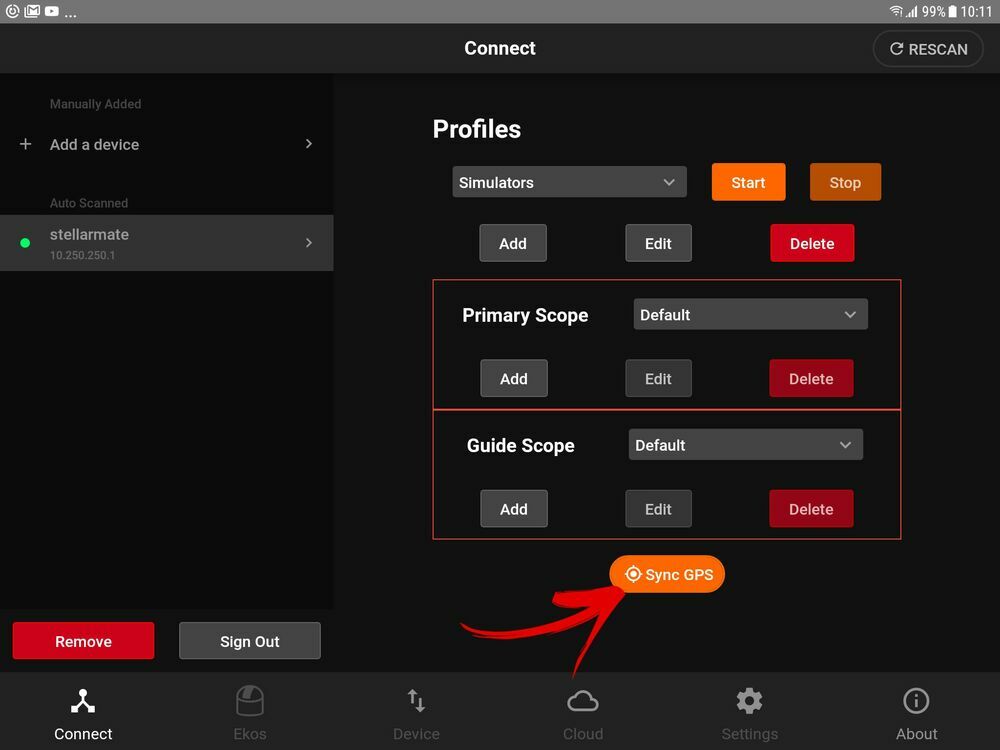 ... 99% 10:11
Connect
RESCAN
Manually Added
+ Add a device
Auto Scanned
stellarmate
10.250.250.1
Remove
Sign Out
Profiles
Simulators
Start
Stop
Add
Edit
Delete
Primary Scope
Default
Add
Edit
Delete
Guide Scope
Default
Add
Edit
Delete
Sync GPS
Connect
Ekos
Device
Cloud
Settings
About